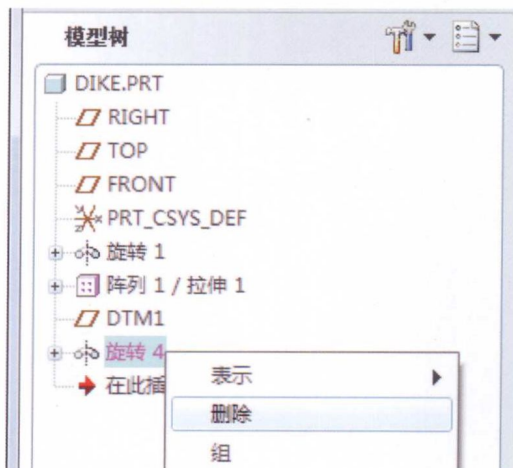 模型树
DIKE.PRT
RIGHT
TOP
FRONT
PRT_CSYS_DEF
旋转 1
阵列 1 / 拉伸 1
DTM1
旋转 4
在此插
表示
删除
组